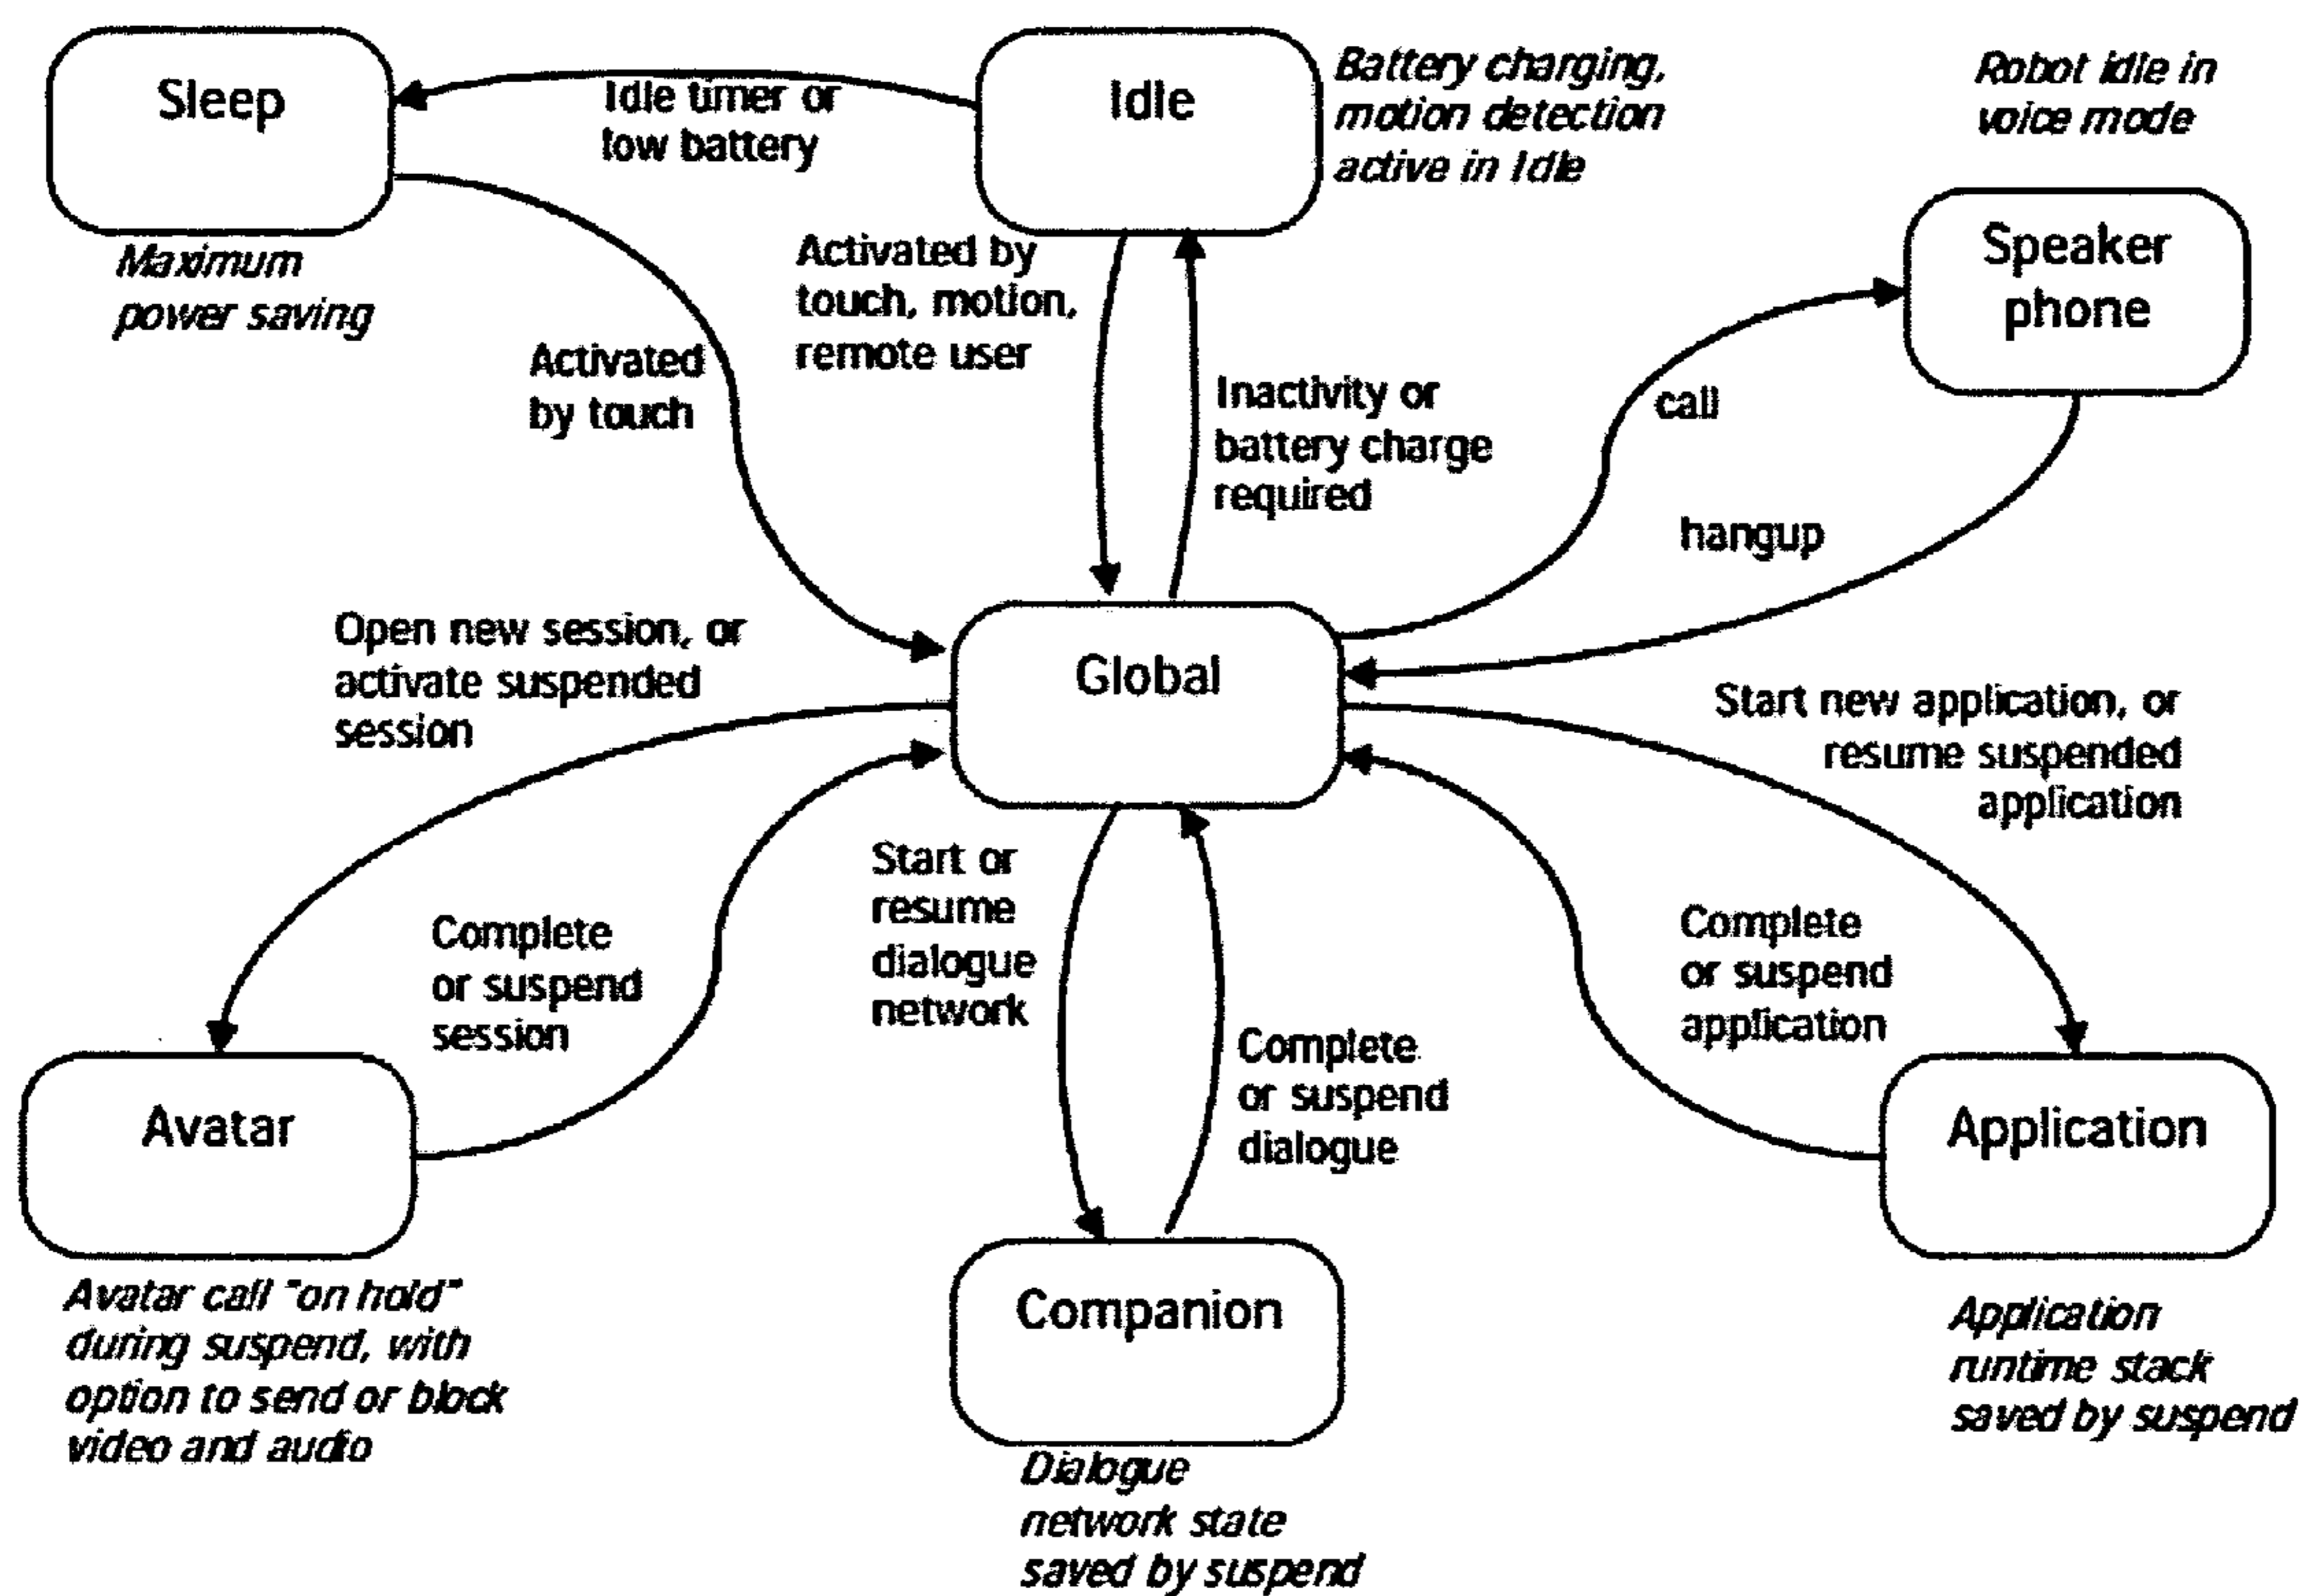 Sleep
Maximum
power saving
Idle timer or
low battery
Idle
Battery charging,
motion detection
active in Idle
Robot idle in
voice mode
Speaker
phone
Activated
by touch
Activated by
touch, motion,
remote user
Inactivity or
battery charge
required
call
hangup
Global
Open new session, or
activate suspended
session
Complete
or suspend
session
Start or
resume
dialogue
network
Complete
or suspend
dialogue
Start new application, or
resume suspended
application
Complete
or suspend
application
Avatar
Avatar call "on hold"
during suspend, with
option to send or block
video and audio
Companion
Dialogue
network state
saved by suspend
Application
Application
runtime stack
saved by suspend